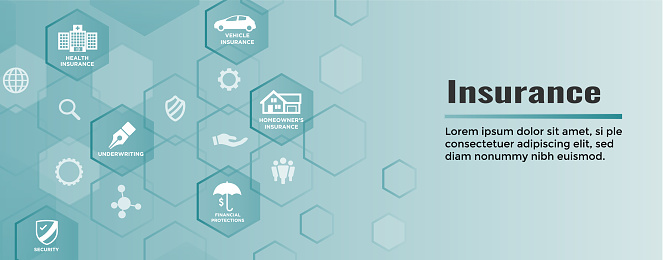 HEALTH
INSURANCE
VEHICLE
INSURANCE
HOMEOWNER'S
INSURANCE
UNDERWRITING
$
FINANCIAL
PROTECTIONS
SECURITY
Insurance
Lorem ipsum dolor sit amet, si ple
consectetuer adipiscing elit, sed
diam nonummy nibh euismod.